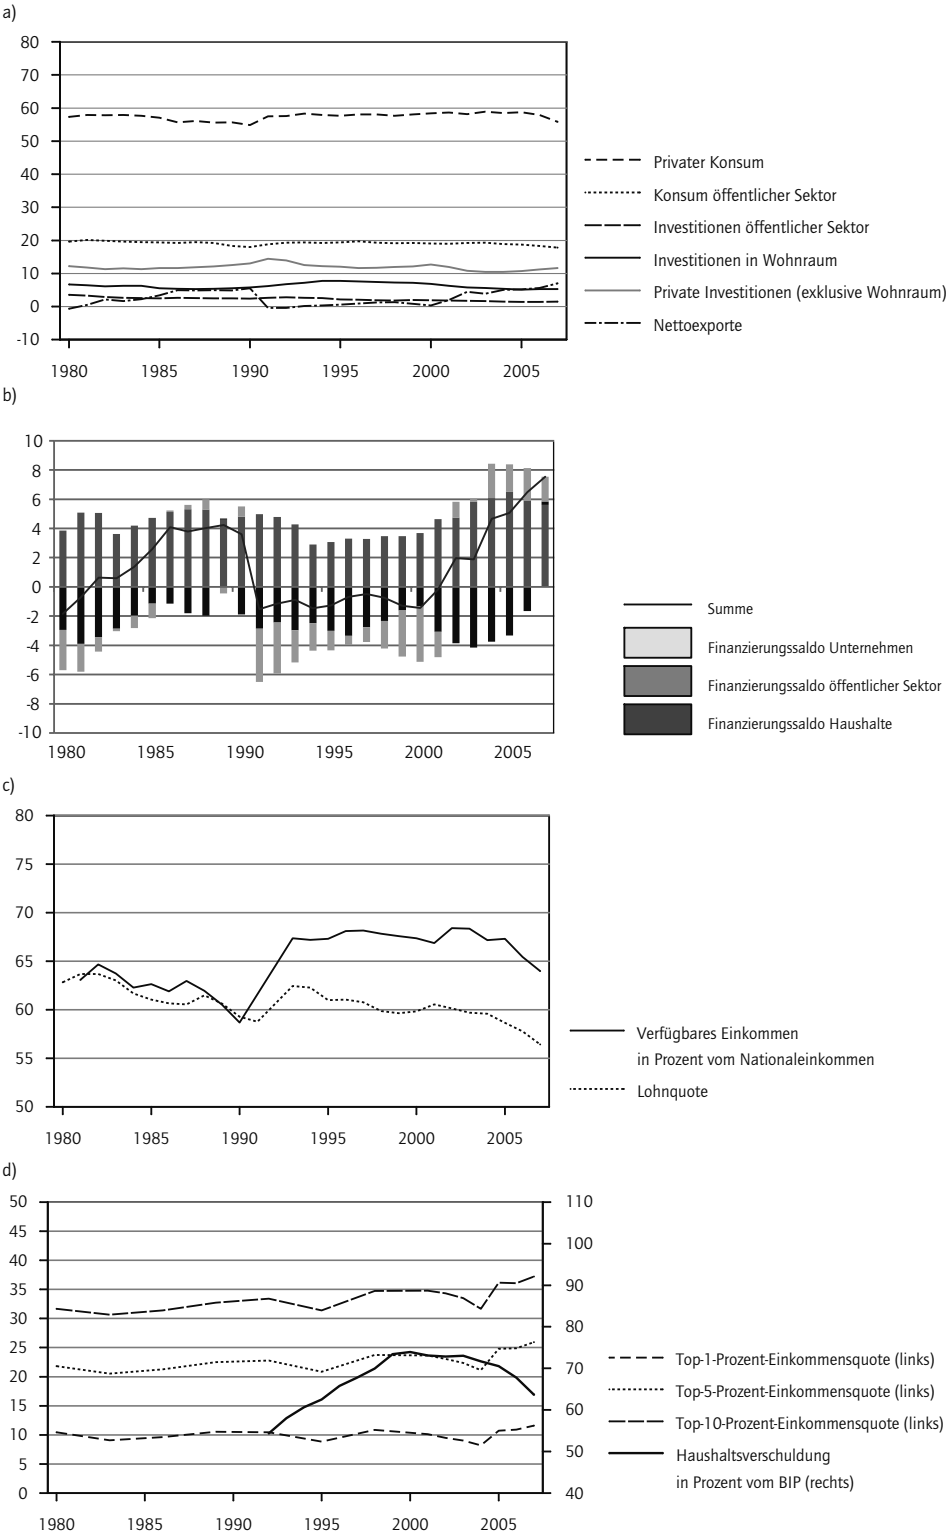 a)
80
70
60
50
40
30
20
10
0
-10
1980 1985 1990 1995 2000 2005
Privater Konsum
Konsum öffentlicher Sektor
Investitionen öffentlicher Sektor
Investitionen in Wohnraum
Private Investitionen (exklusive Wohnraum)
Nettoexporte
b)
10
8
6
4
2
0
-2
-4
-6
-8
-10
1980 1985 1990 1995 2000 2005
Summe
Finanzierungssaldo Unternehmen
Finanzierungssaldo öffentlicher Sektor
Finanzierungssaldo Haushalte
c)
80
75
70
65
60
55
50
1980 1985 1990 1995 2000 2005
Verfügbares Einkommen
in Prozent vom Nationaleinkommen
Lohnquote
d)
50
45
40
35
30
25
20
15
10
5
0
110
100
90
80
70
60
50
40
1980 1985 1990 1995 2000 2005
Top-1-Prozent-Einkommensquote (links)
Top-5-Prozent-Einkommensquote (links)
Top-10-Prozent-Einkommensquote (links)
Haushaltsverschuldung
in Prozent vom BIP (rechts)